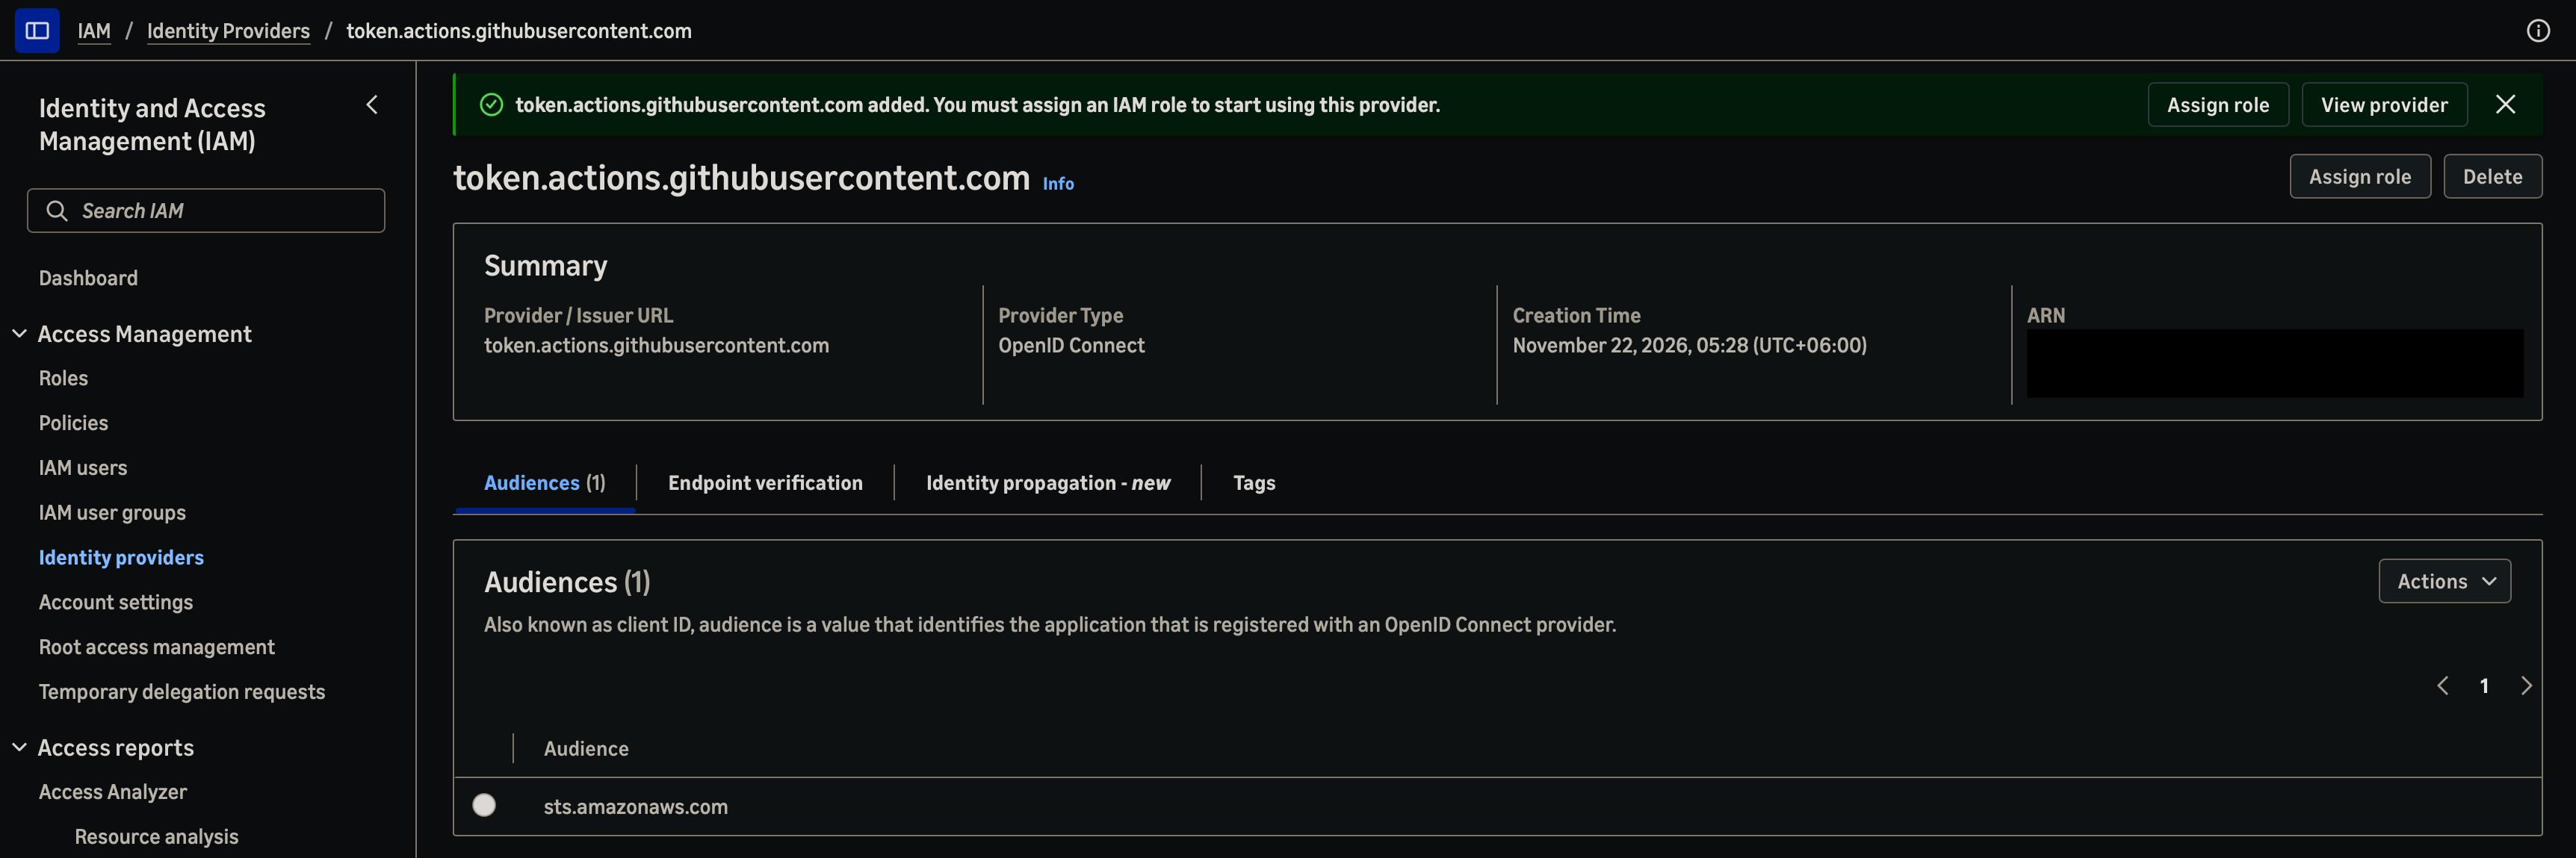 IAM / Identity Providers / token.actions.githubusercontent.com
Identity and Access
Management (IAM)
Search IAM
Dashboard
Access Management
Roles
Policies
IAM users
IAM user groups
Identity providers
Account settings
Root access management
Temporary delegation requests
Access reports
Access Analyzer
Resource analysis
token.actions.githubusercontent.com added. You must assign an IAM role to start using this provider.
Assign role
View provider
token.actions.githubusercontent.com Info
Assign role
Delete
Summary
Provider / Issuer URL
token.actions.githubusercontent.com
Provider Type
OpenID Connect
Creation Time
November 22, 2026, 05:28 (UTC+06:00)
ARN
Audiences (1)
Endpoint verification
Identity propagation - new
Tags
Audiences (1)
Actions
Also known as client ID, audience is a value that identifies the application that is registered with an OpenID Connect provider.
1
Audience
sts.amazonaws.com